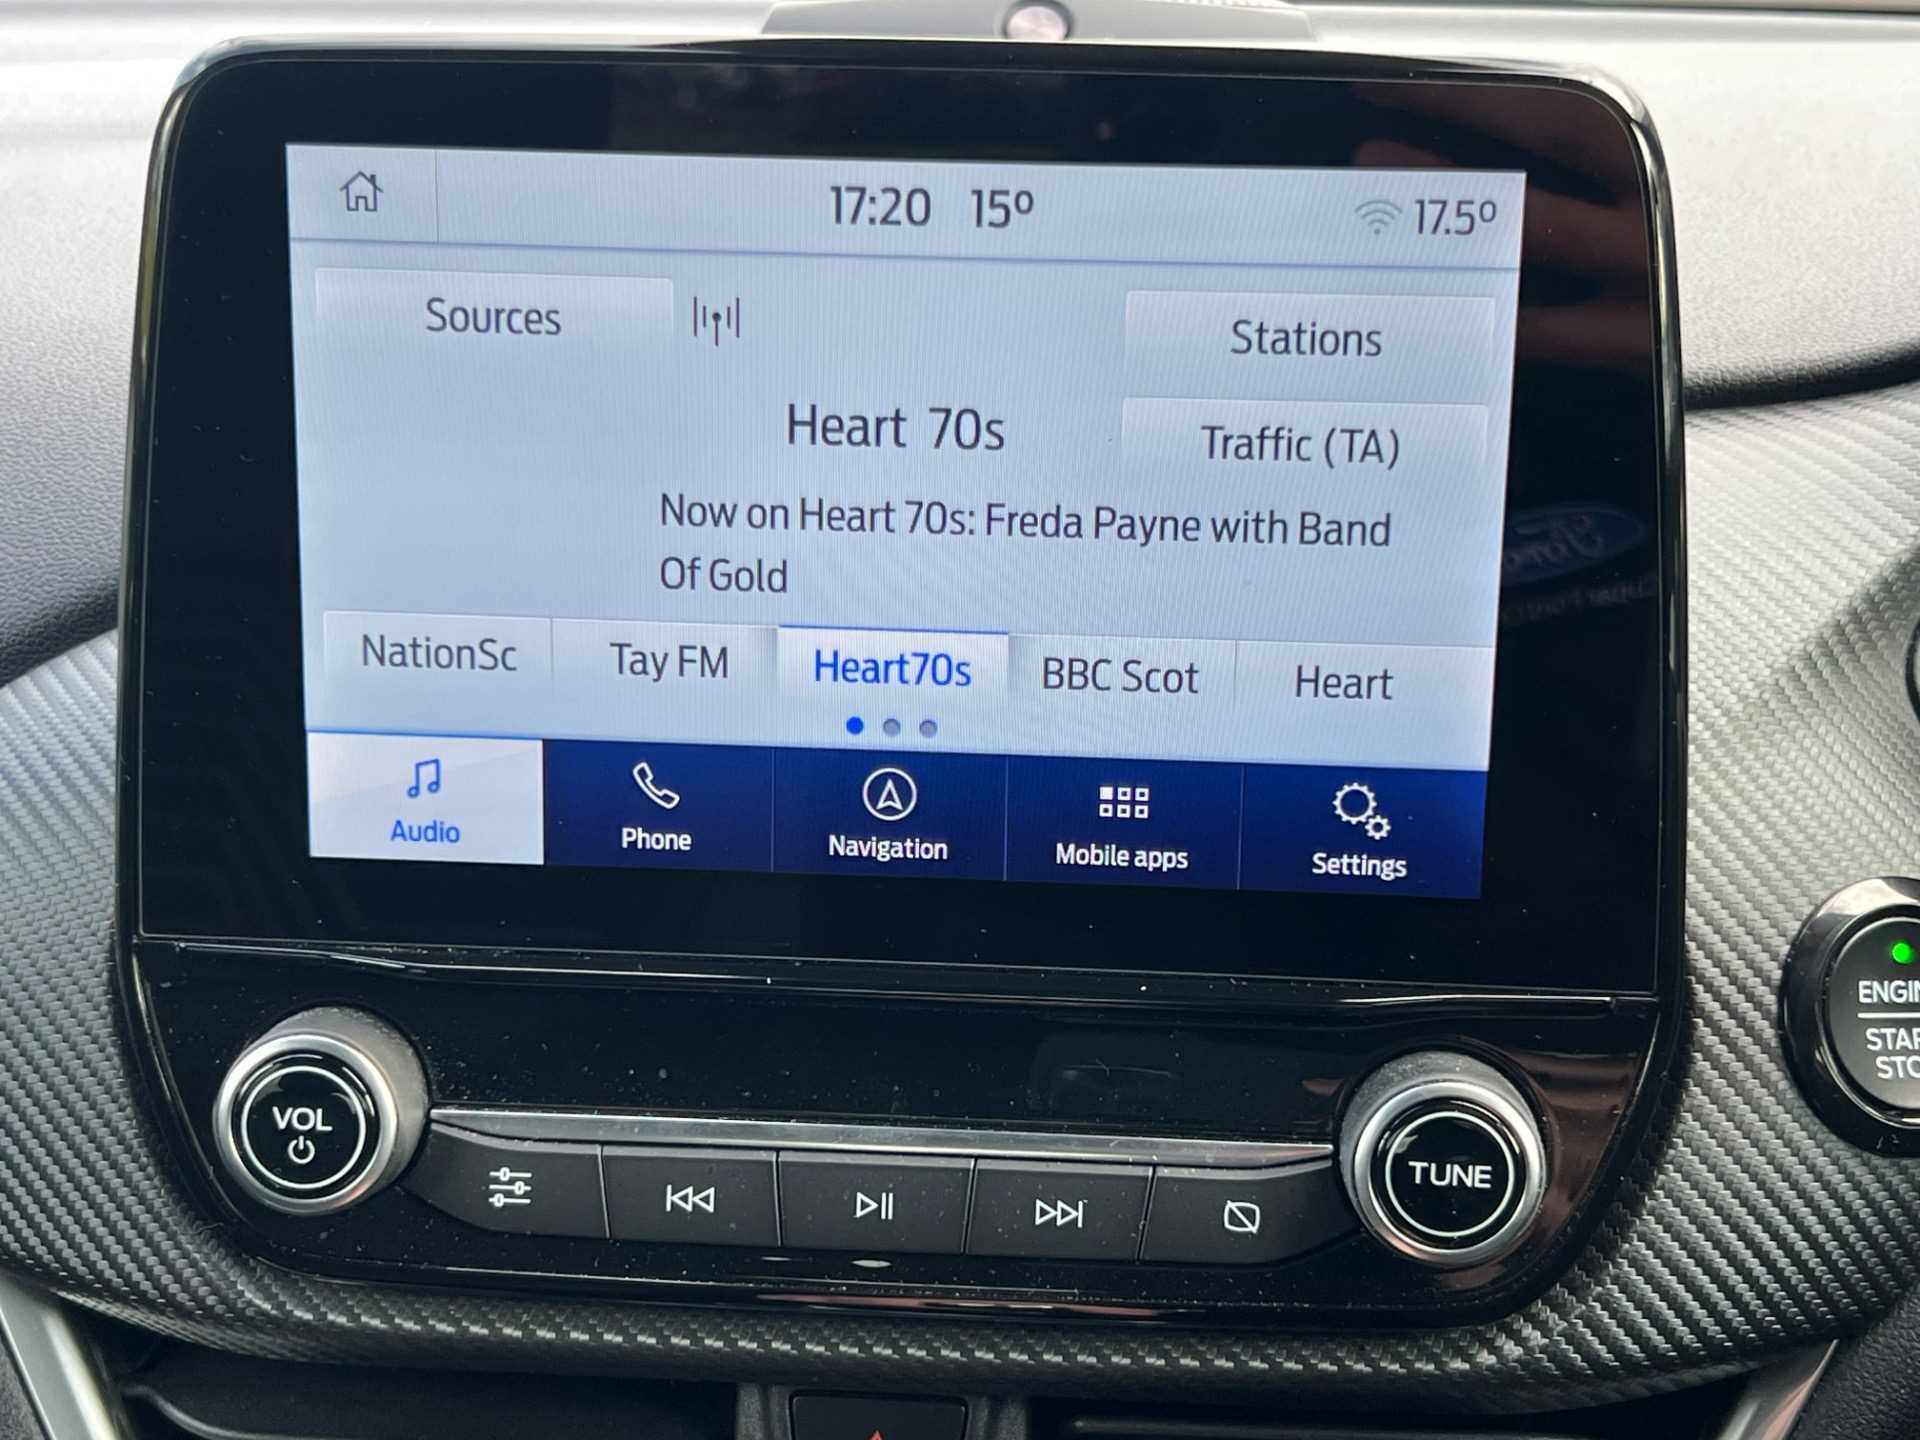 17:20 15º 17.5º
Sources
Stations
Heart 70s
Traffic (TA)
Now on Heart 70s: Freda Payne with Band
Of Gold
NationSc Tay FM Heart70s BBC Scot Heart
Audio Phone Navigation Mobile apps Settings
VOL
TUNE